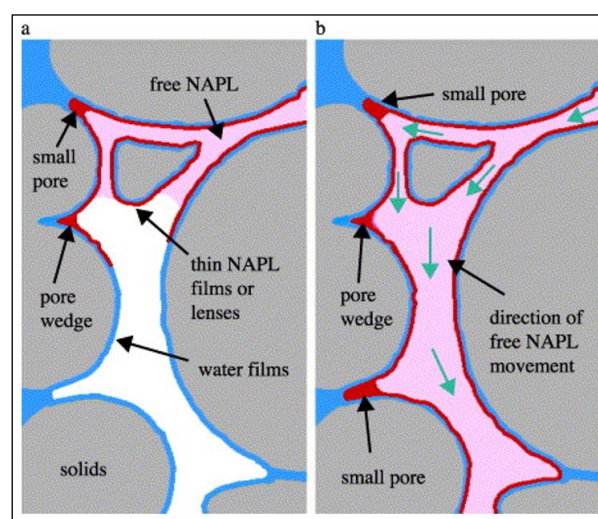 a
free NAPL
small
pore
thin NAPL
films or
lenses
pore
wedge
water films
solids
b
small pore
pore
wedge
direction of
free NAPL
movement
small pore